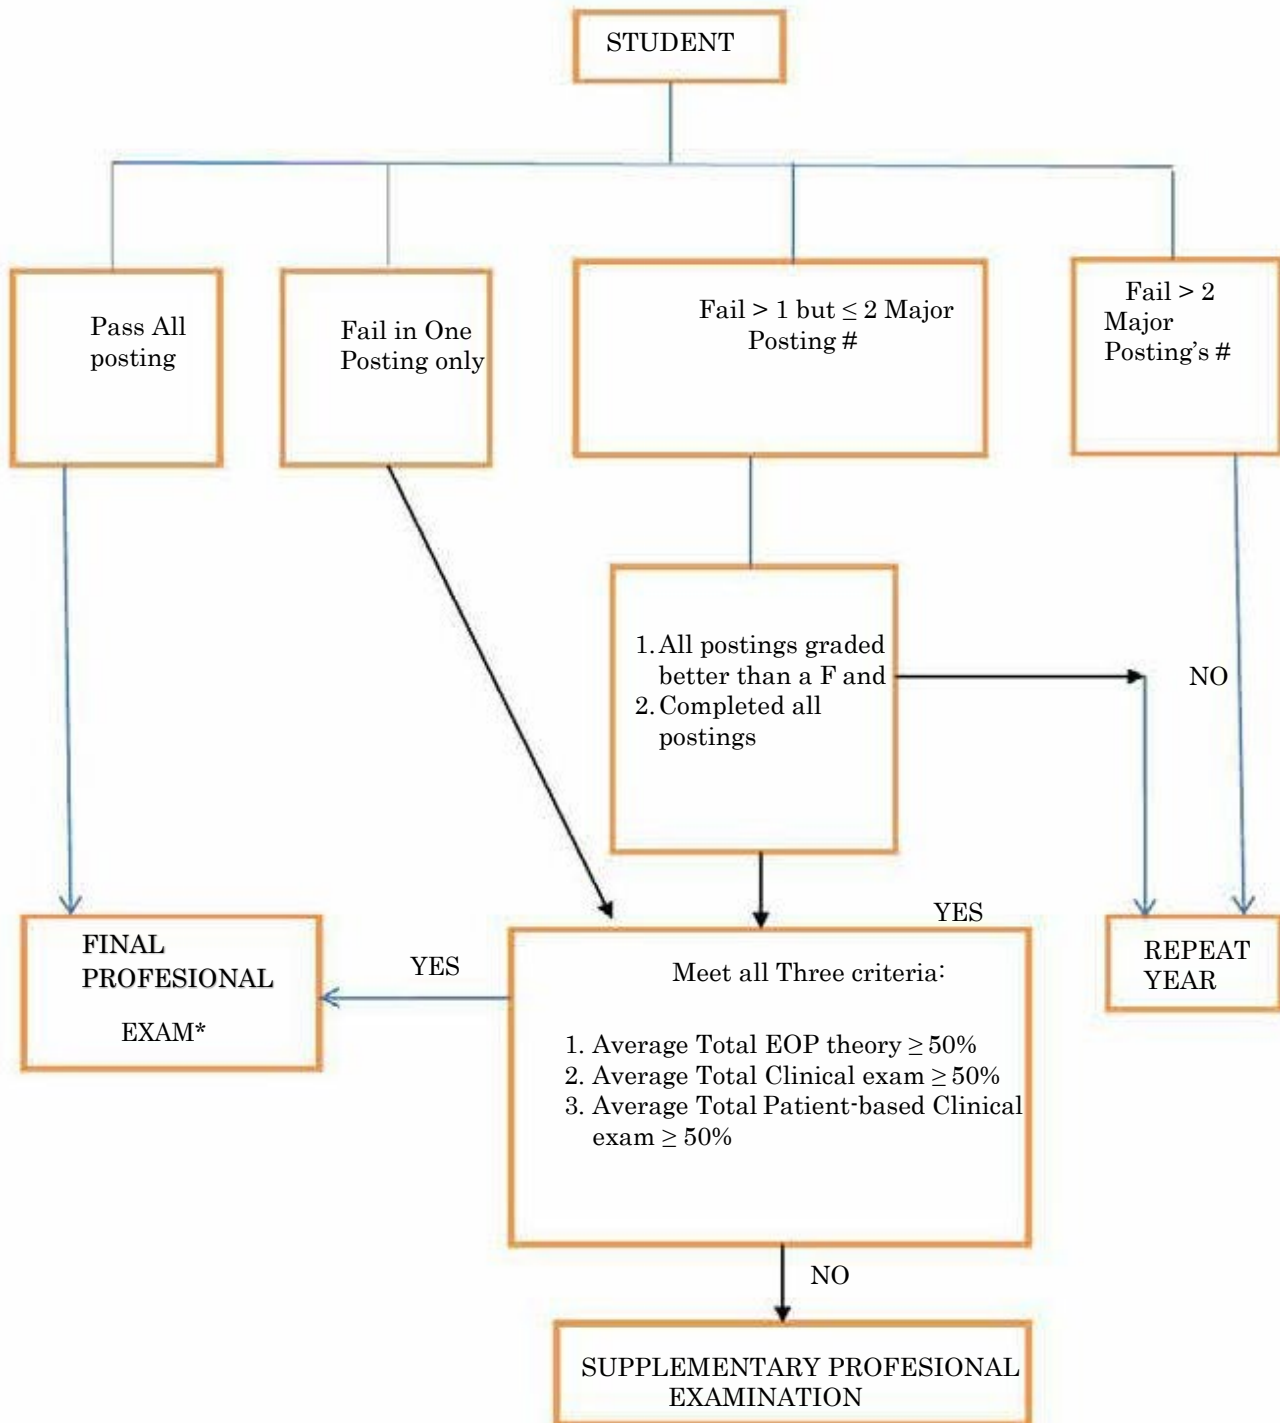 STUDENT
Pass All
posting
Fail in One
Posting only
Fail > 1 but ≤ 2 Major
Posting #
Fail > 2
Major
Posting’s #
1. All postings graded
better than a F and
2. Completed all
postings
NO
YES
FINAL
PROFESIONAL
EXAM*
YES
Meet all Three criteria:
1. Average Total EOP theory ≥ 50%
2. Average Total Clinical exam ≥ 50%
3. Average Total Patient-based Clinical
exam ≥ 50%
REPEAT
YEAR
NO
SUPPLEMENTARY PROFESIONAL
EXAMINATION